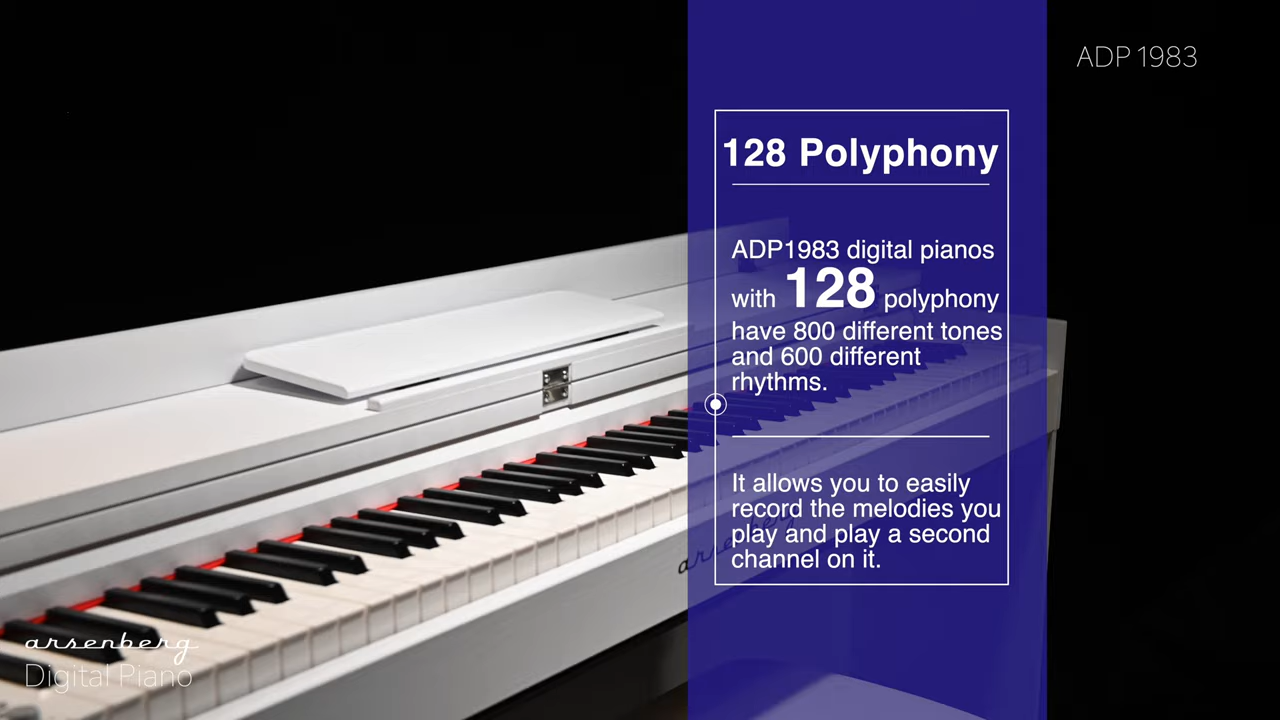 ADP 1983
128 Polyphony
ADP1983 digital pianos
with 128 polyphony
have 800 different tones
and 600 different
rhythms.
It allows you to easily
record the melodies you
play and play a second
channel on it.
arsenberg
arsenberg
Digital Piano